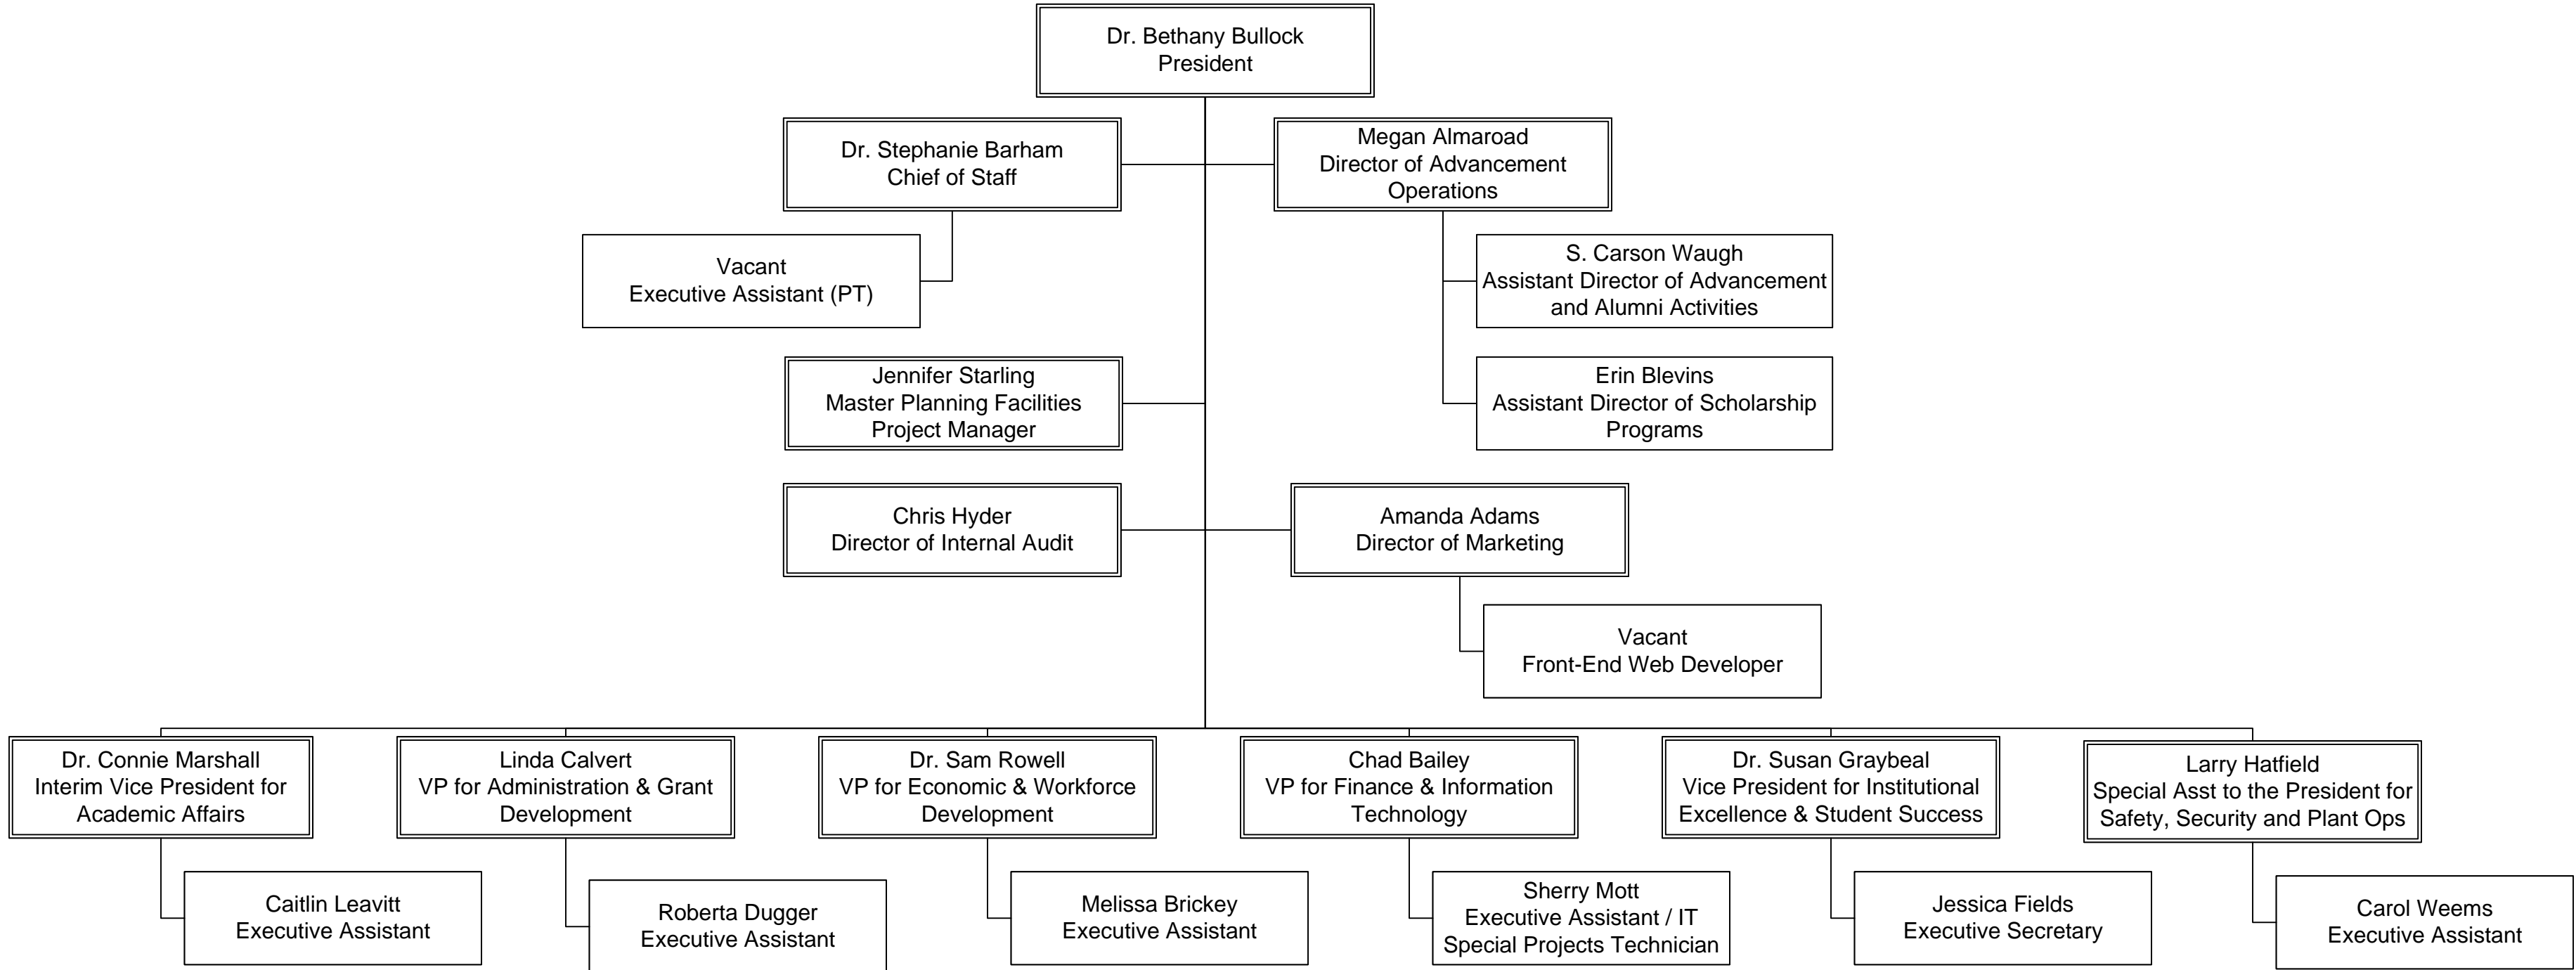 Dr. Bethany Bullock
President
Dr. Stephanie Barham
Chief of Staff
Megan Almaroad
Director of Advancement
Operations
Vacant
Executive Assistant (PT)
S. Carson Waugh
Assistant Director of Advancement
and Alumni Activities
Jennifer Starling
Master Planning Facilities
Project Manager
Erin Blevins
Assistant Director of Scholarship
Programs
Chris Hyder
Director of Internal Audit
Amanda Adams
Director of Marketing
Vacant
Front-End Web Developer
Dr. Connie Marshall
Interim Vice President for
Academic Affairs
Linda Calvert
VP for Administration & Grant
Development
Dr. Sam Rowell
VP for Economic & Workforce
Development
Chad Bailey
VP for Finance & Information
Technology
Dr. Susan Graybeal
Vice President for Institutional
Excellence & Student Success
Larry Hatfield
Special Asst to the President for
Safety, Security and Plant Ops
Caitlin Leavitt
Executive Assistant
Roberta Dugger
Executive Assistant
Melissa Brickey
Executive Assistant
Sherry Mott
Executive Assistant / IT
Special Projects Technician
Jessica Fields
Executive Secretary
Carol Weems
Executive Assistant